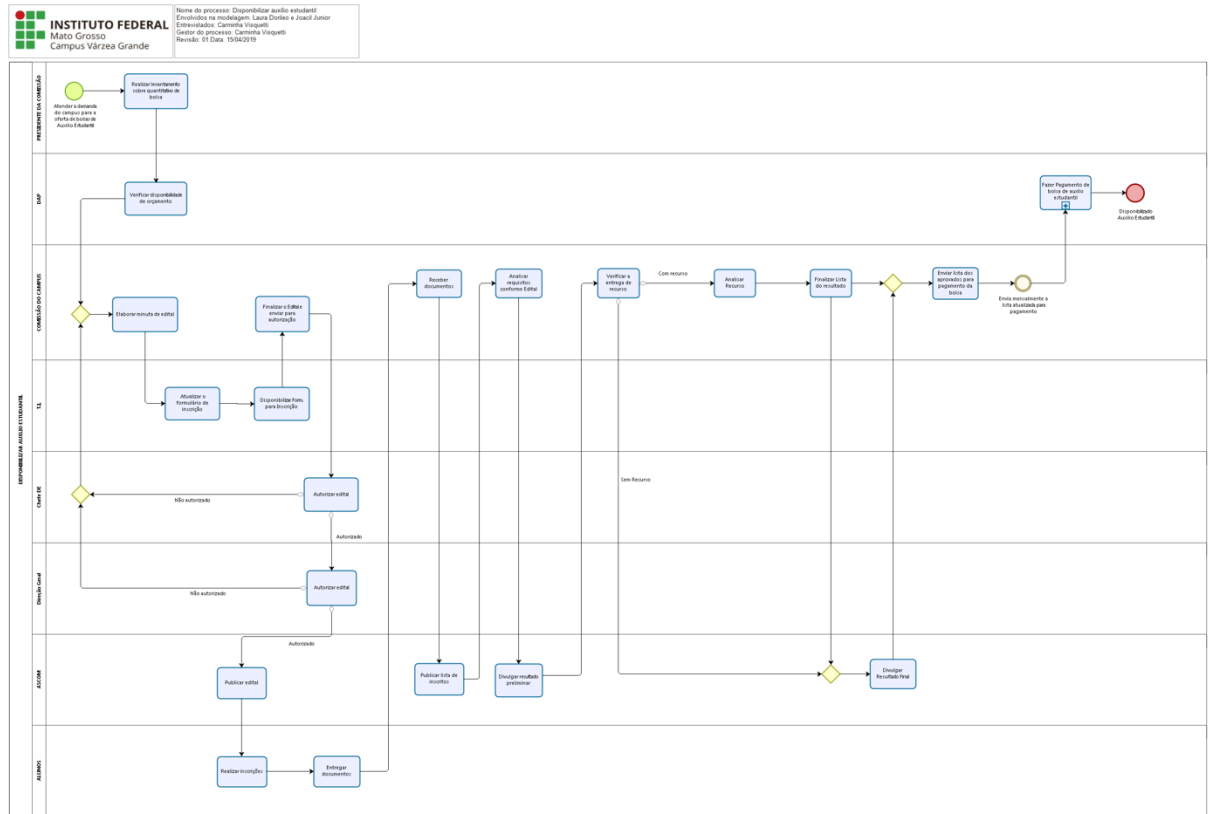 INSTITUTO FEDERAL
Mato Grosso
Campus Várzea Grande
Nome do processo: Disponibilizar auxílio estudantil
Envolvidos na modelagem: Laura Dorileo e Joacil Junior
Entrevistados: Carminha Visquetti
Gestor do processo: Carminha Visquetti
Revisão: 01 Data: 15/04/2019
DISPONIBILIZAR AUXÍLIO ESTUDANTIL
PRESIDENTE DA COMISSÃO
Atender a demanda
do campus para a
oferta de bolsas de
Auxílio Estudantil
Realizar levantamento
sobre quantitativo de
bolsa
DAP
Verificar disponibilidade
de orçamento
Fazer Pagamento de
bolsa de auxílio
estudantil
Disponibilizado
Auxílio Estudantil
COMISSÃO DO CAMPUS
Elaborar minuta de edital
Finalizar o Edital e
enviar para
autorização
Receber
documentos
Analisar
requisitos
conforme Edital
Verificar a
entrega de
recurso
Com recurso
Analisar
Recurso
Finalizar Lista
do resultado
Enviar lista dos
aprovados para
pagamento da
bolsa
Envia mensalmente a
lista atualizada para
pagamento
T.I.
Atualizar o
formulário de
inscrição
Disponibilizar Form.
para Inscrição
Chefe DE
Autorizar edital
Não autorizado
Autorizado
Sem Recurso
Direção Geral
Autorizar edital
Não autorizado
Autorizado
ASCOM
Publicar edital
Publicar lista de
inscritos
Divulgar resultado
preliminar
Divulgar
Resultado Final
ALUNOS
Realizar inscrições
Entregar
documentos